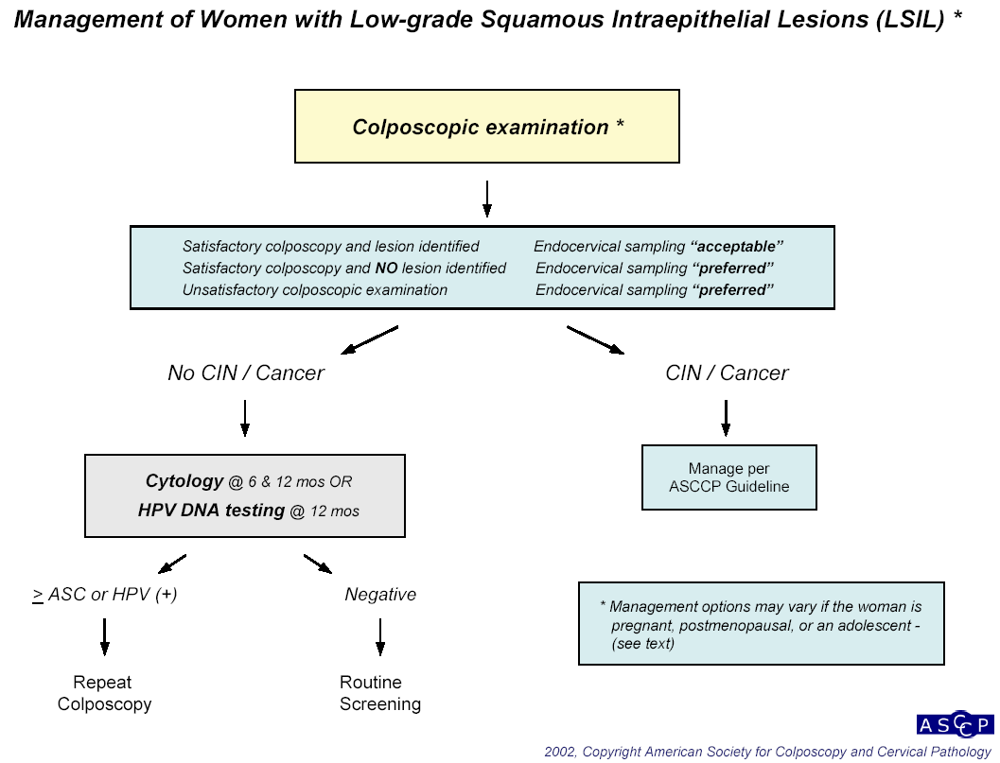 Management of Women with Low-grade Squamous Intraepithelial Lesions (LSIL) *
Colposcopic examination *
Satisfactory colposcopy and lesion identified Endocervical sampling “acceptable”
Satisfactory colposcopy and NO lesion identified Endocervical sampling “preferred”
Unsatisfactory colposcopic examination Endocervical sampling “preferred”
No CIN / Cancer
CIN / Cancer
Cytology @ 6 & 12 mos OR
HPV DNA testing @ 12 mos
Manage per
ASCCP Guideline
> ASC or HPV (+)
Negative
Repeat
Colposcopy
Routine
Screening
* Management options may vary if the woman is
pregnant, postmenopausal, or an adolescent -
(see text)
ASCCP
2002, Copyright American Society for Colposcopy and Cervical Pathology